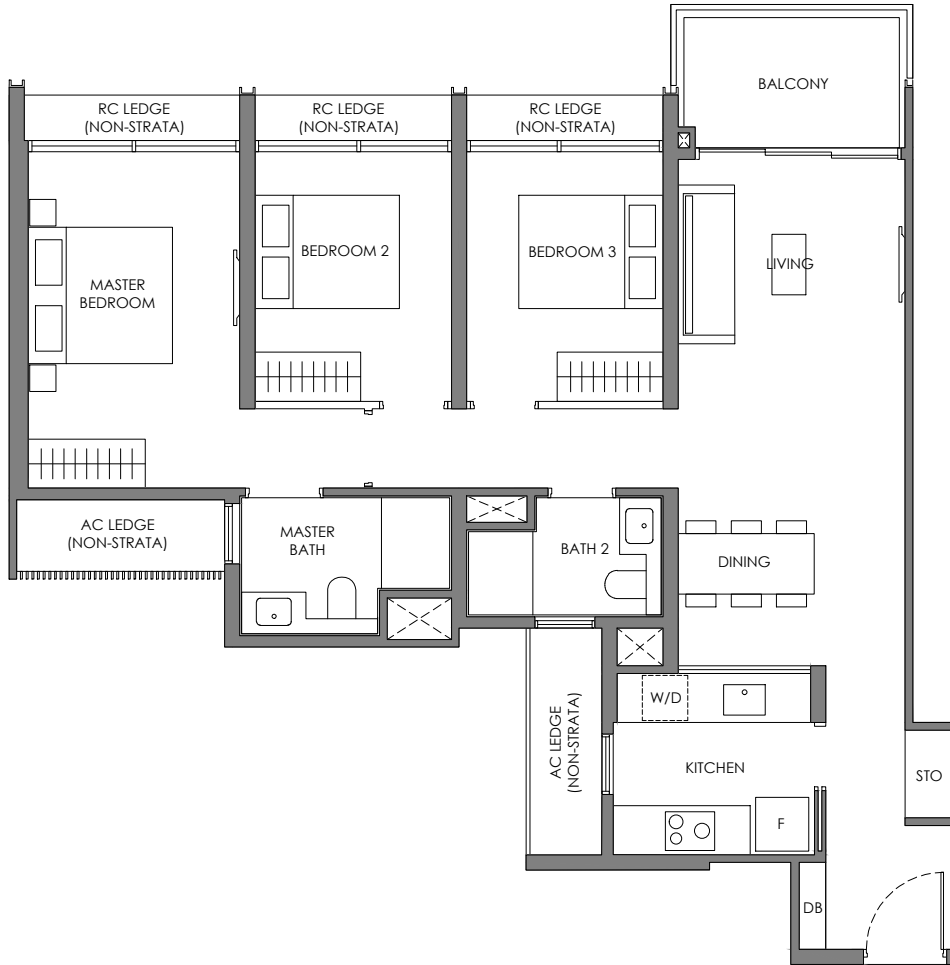 BALCONY
RC LEDGE
(NON-STRATA)
RC LEDGE
(NON-STRATA)
RC LEDGE
(NON-STRATA)
MASTER
BEDROOM
BEDROOM 2
BEDROOM 3
LIVING
AC LEDGE
(NON-STRATA)
MASTER
BATH
BATH 2
DINING
AC LEDGE
(NON-STRATA)
W/D
KITCHEN
STO
F
DB